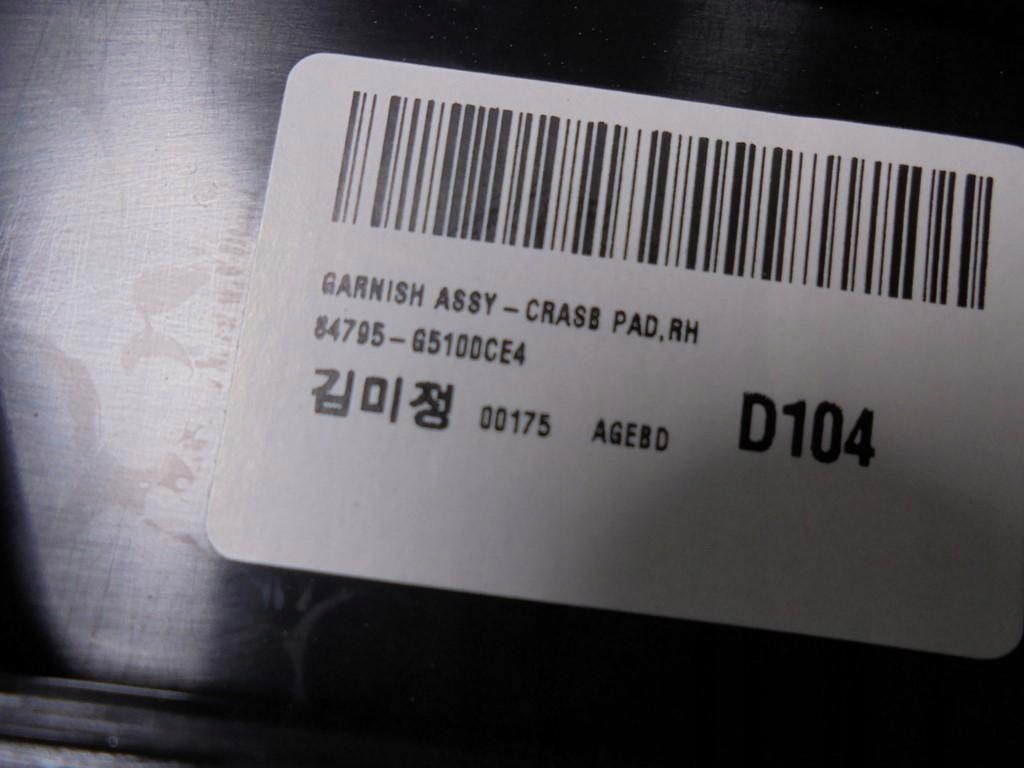 GARNISH ASSY-CRASB PAD,RH
84795-G5100CE4
김미정 00175 AGEBD D104